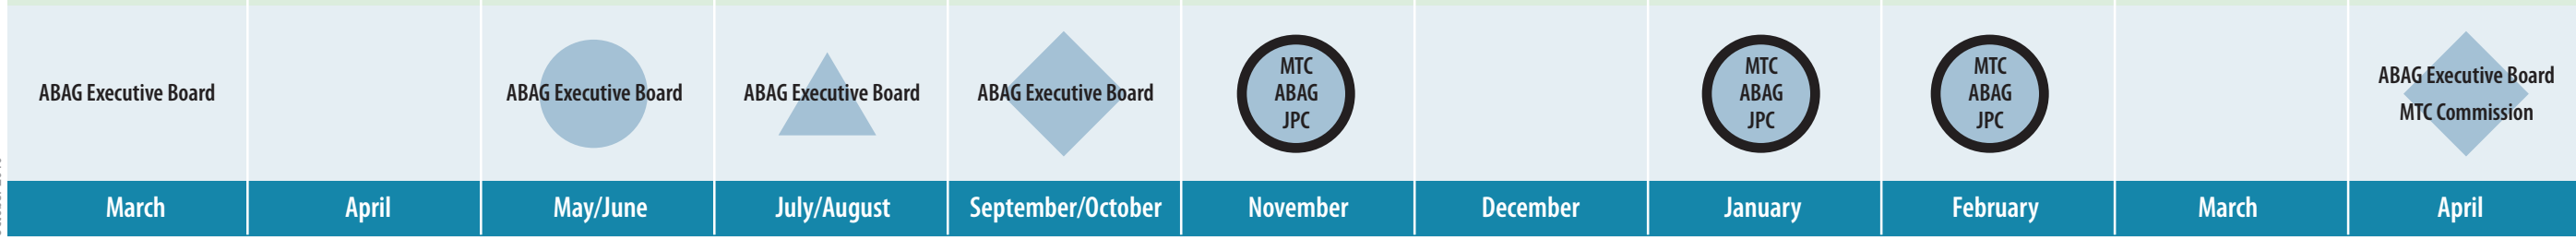 ABAG Executive Board
ABAG Executive Board
ABAG Executive Board
ABAG Executive Board
MTC
ABAG
JPC
MTC
ABAG
JPC
MTC
ABAG
JPC
ABAG Executive Board
MTC Commission
March
April
May/June
July/August
September/October
November
December
January
February
March
April